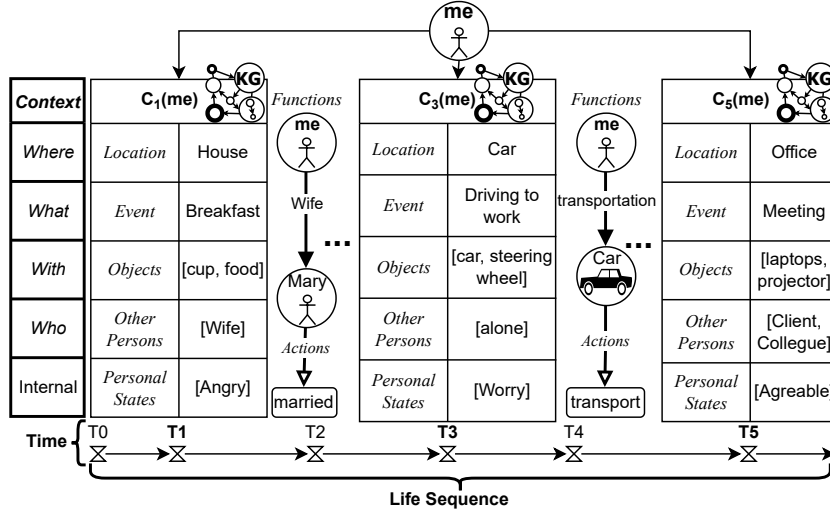 me
Context
C1(me)
KG
Functions
C3(me)
KG
Functions
C5(me)
KG
Where
Location
House
me
Location
Car
me
Location
Office
What
Event
Breakfast
Wife
Event
Driving to
work
transportation
Event
Meeting
...
...
With
Objects
[cup, food]
Mary
Objects
[car, steering
wheel]
Car
Objects
[laptops,
projector]
Who
Other
Persons
[Wife]
Actions
Other
Persons
[alone]
Actions
Other
Persons
[Client,
Collegue]
Internal
Personal
States
[Angry]
married
Personal
States
[Worry]
transport
Personal
States
[Agreable]
Time
T0
T1
T2
T3
T4
T5
Life Sequence